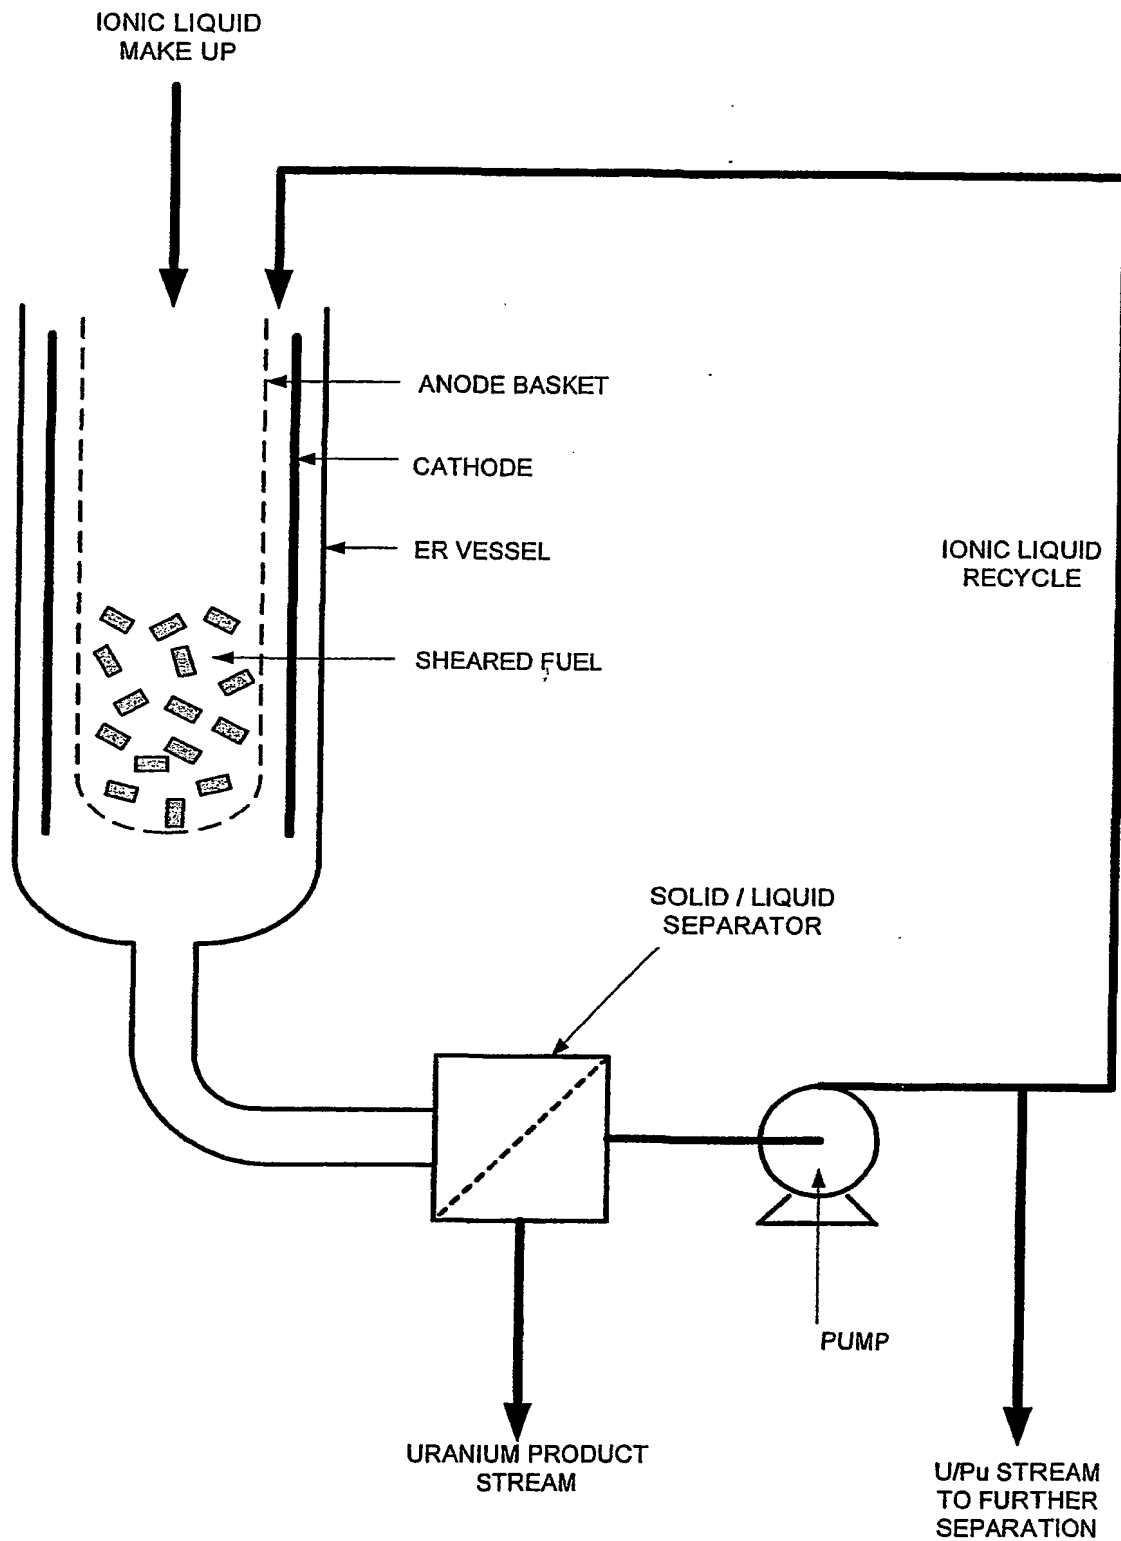 IONIC LIQUID
MAKE UP
ANODE BASKET
CATHODE
ER VESSEL
IONIC LIQUID
RECYCLE
SHEARED FUEL
SOLID / LIQUID
SEPARATOR
PUMP
URANIUM PRODUCT
STREAM
U/Pu STREAM
TO FURTHER
SEPARATION